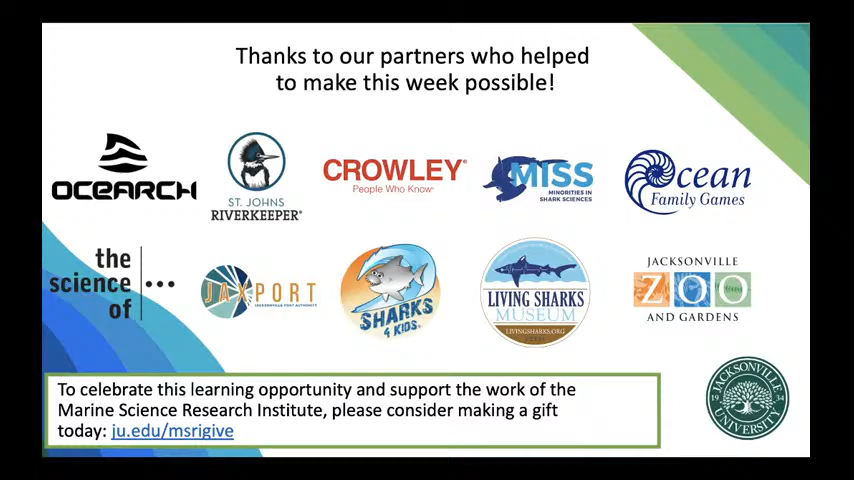 Thanks to our partners who helped
to make this week possible!
OCEARCH
ST. JOHNS
RIVERKEEPER®
CROWLEY®
People Who Know®
MISS
MINORITIES IN
SHARK SCIENCES
Ocean
Family Games
the
science
of
JAXPORT
JACKSONVILLE PORT AUTHORITY
SHARKS
4 KIDS
LIVING SHARKS
MUSEUM
LIVINGSHARKS.ORG
JACKSONVILLE
ZOO
AND GARDENS
To celebrate this learning opportunity and support the work of the
Marine Science Research Institute, please consider making a gift
today: ju.edu/msrigive
JACKSONVILLE
19 34
UNIVERSITY